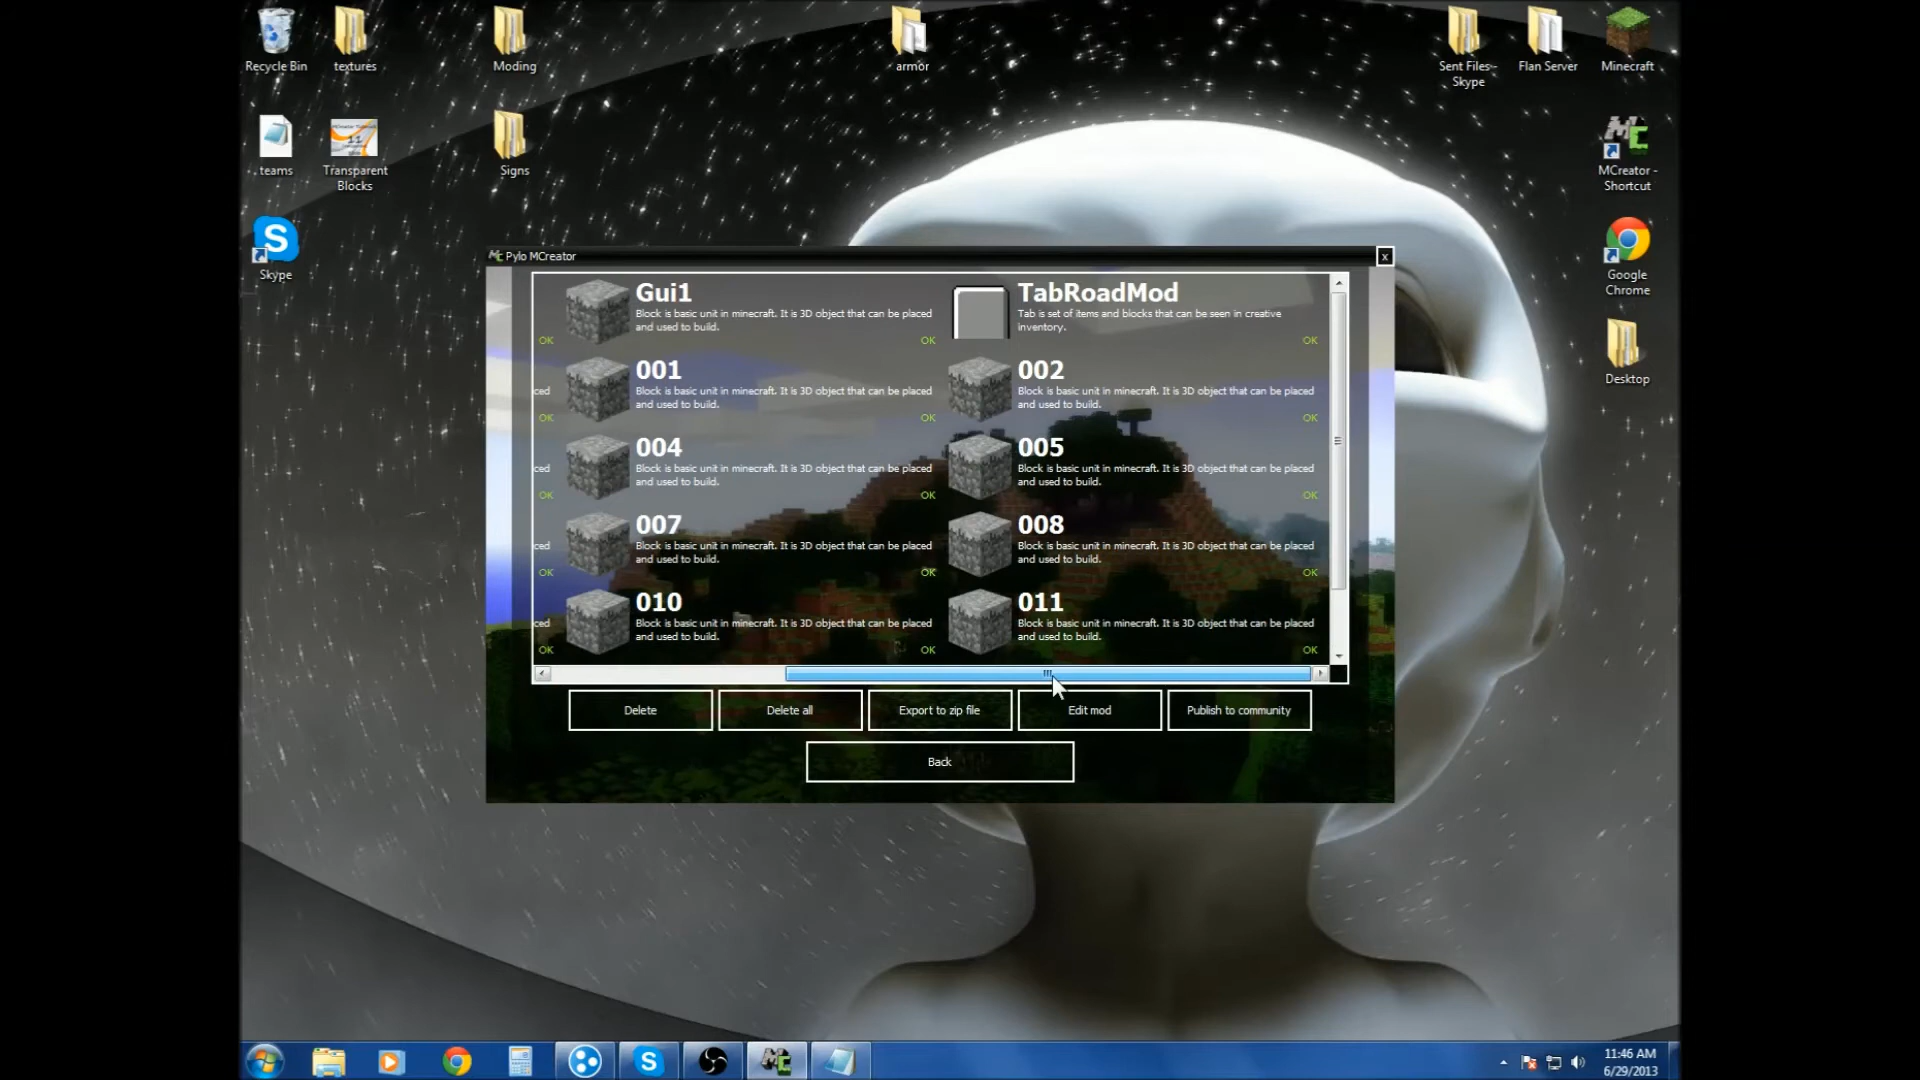 Recycle Bin
textures
Moding
armor
Sent Files -
Skype
Flan Server
Minecraft
teams
Transparent
Blocks
Signs
MCreator -
Shortcut
Skype
Google
Chrome
Desktop
Pylo MCreator
x
Gui1
Block is basic unit in minecraft. It is 3D object that can be placed
and used to build.
OK
OK
TabRoadMod
Tab is set of items and blocks that can be seen in creative
inventory.
OK
ced
OK
001
Block is basic unit in minecraft. It is 3D object that can be placed
and used to build.
OK
002
Block is basic unit in minecraft. It is 3D object that can be placed
and used to build.
OK
ced
OK
004
Block is basic unit in minecraft. It is 3D object that can be placed
and used to build.
OK
005
Block is basic unit in minecraft. It is 3D object that can be placed
and used to build.
OK
ced
OK
007
Block is basic unit in minecraft. It is 3D object that can be placed
and used to build.
OK
008
Block is basic unit in minecraft. It is 3D object that can be placed
and used to build.
OK
ced
OK
010
Block is basic unit in minecraft. It is 3D object that can be placed
and used to build.
OK
011
Block is basic unit in minecraft. It is 3D object that can be placed
and used to build.
OK
Delete
Delete all
Export to zip file
Edit mod
Publish to community
Back
11:46 AM
6/29/2013